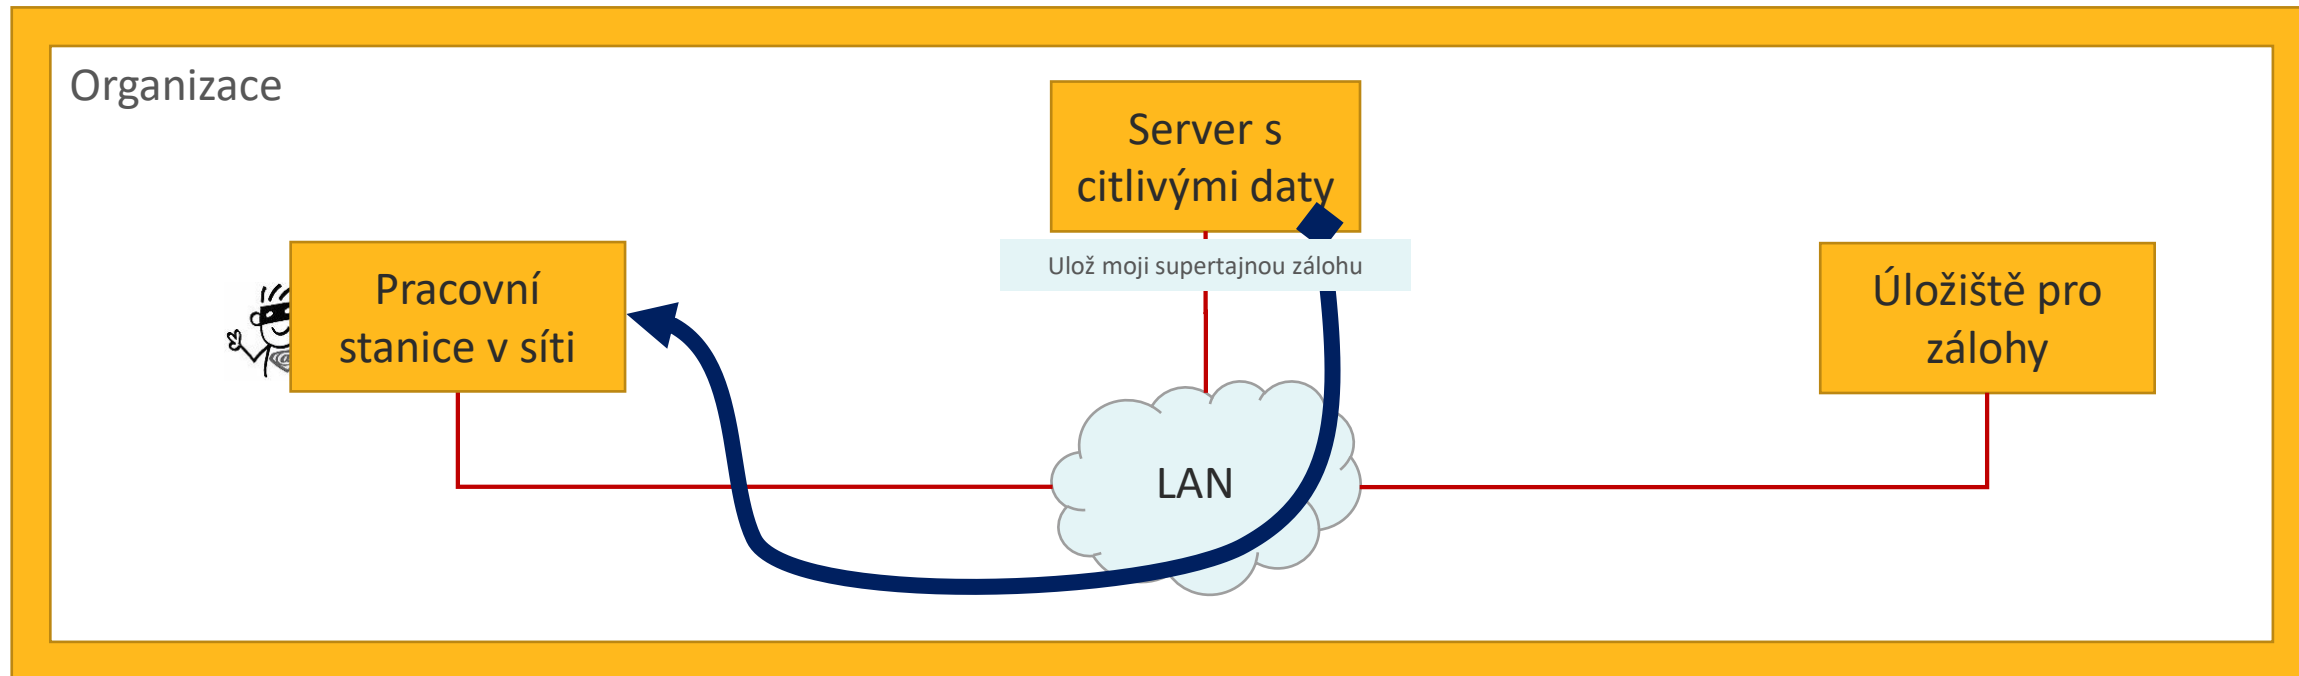 Organizace
Server s
citlivými daty
Ulož moji supertajnou zálohu
Pracovní
stanice v síti
Úložiště pro
zálohy
LAN